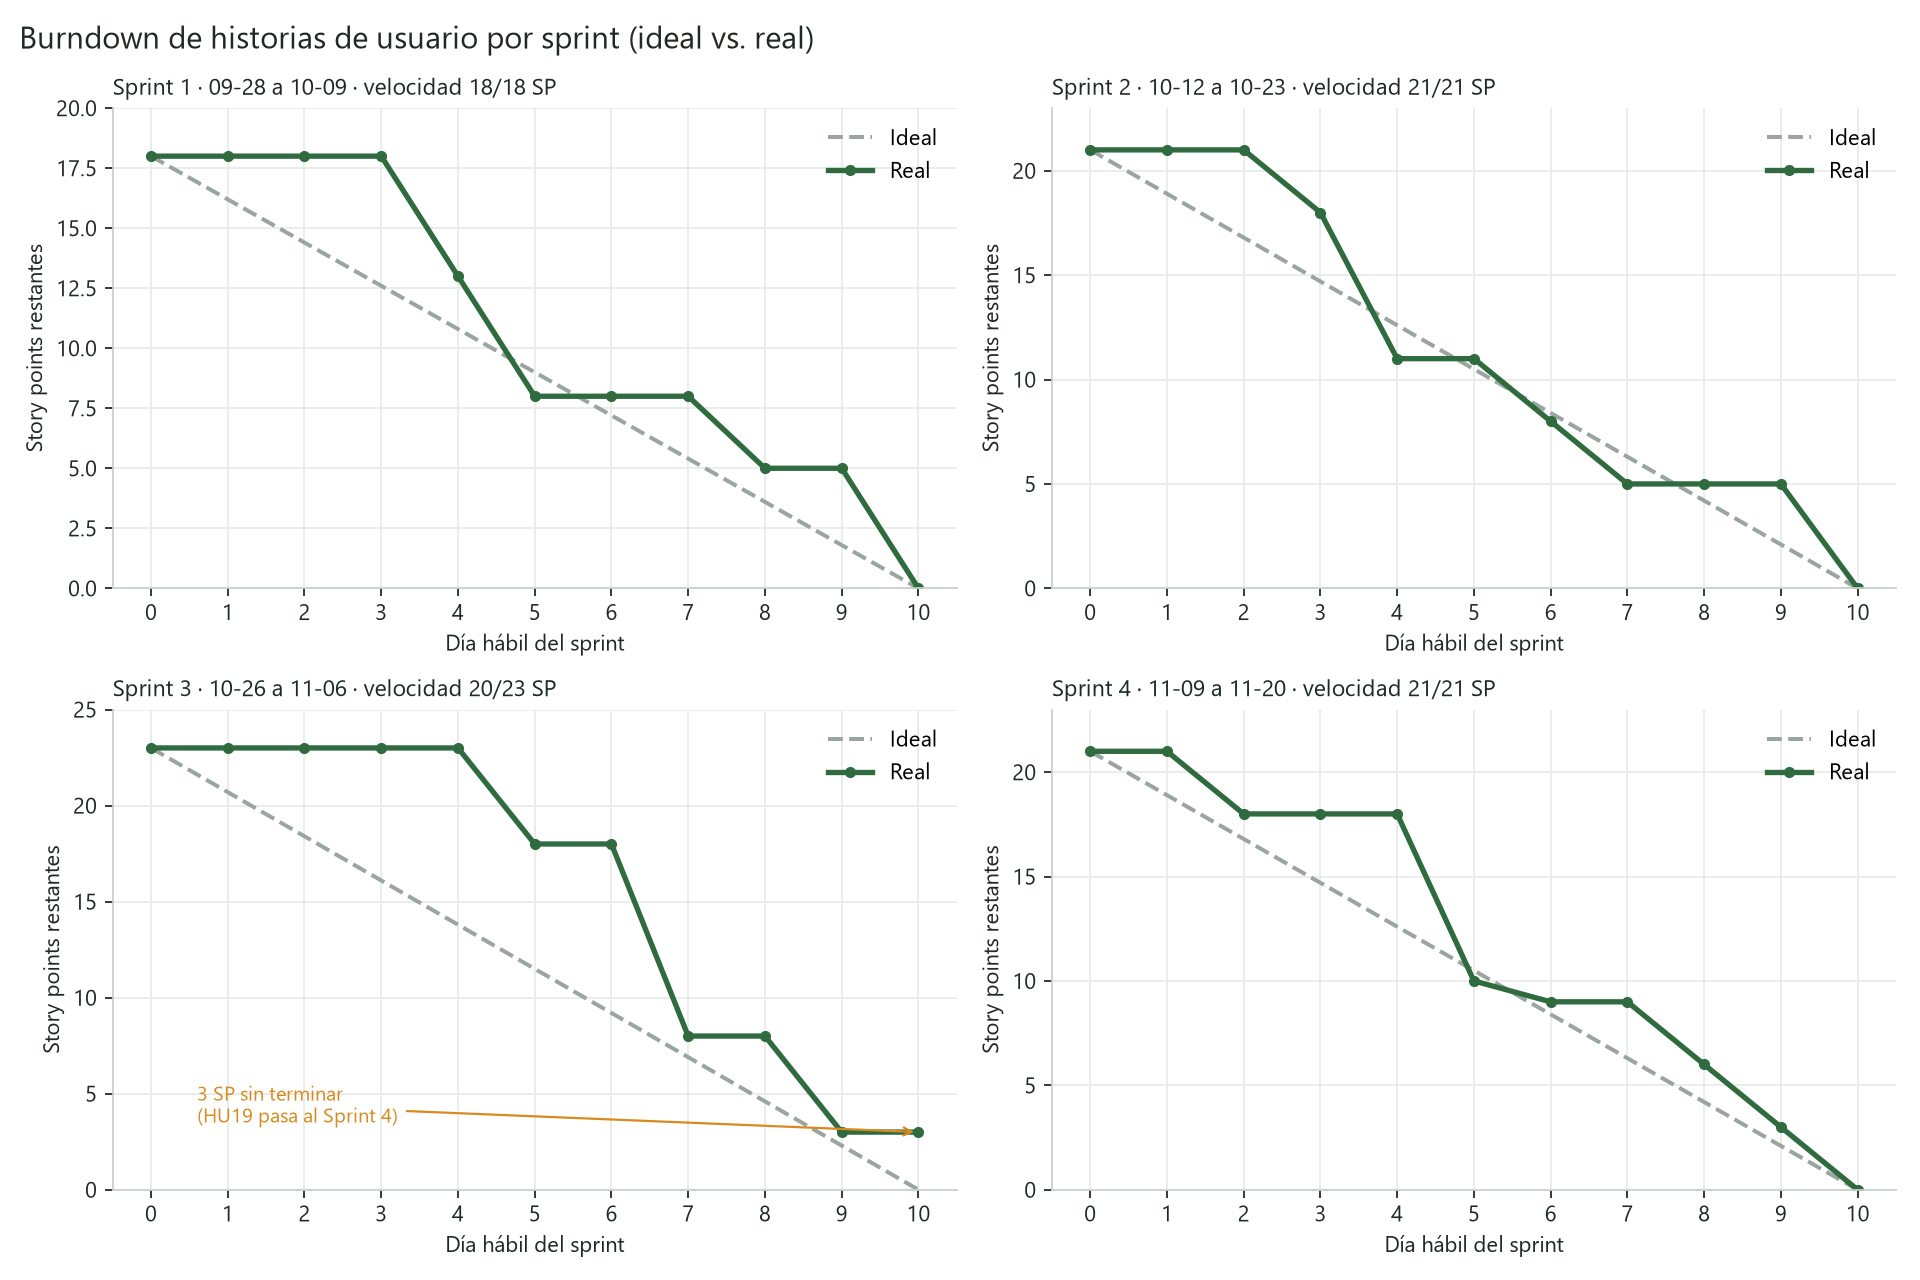 Burndown de historias de usuario por sprint (ideal vs. real)
Sprint 1 · 09-28 a 10-09 · velocidad 18/18 SP
Story points restantes
20.0
17.5
15.0
12.5
10.0
7.5
5.0
2.5
0.0
Ideal
Real
0 1 2 3 4 5 6 7 8 9 10
Día hábil del sprint
Sprint 2 · 10-12 a 10-23 · velocidad 21/21 SP
Story points restantes
20
15
10
5
0
Ideal
Real
0 1 2 3 4 5 6 7 8 9 10
Día hábil del sprint
Sprint 3 · 10-26 a 11-06 · velocidad 20/23 SP
Story points restantes
25
20
15
10
5
0
Ideal
Real
3 SP sin terminar
(HU19 pasa al Sprint 4)
0 1 2 3 4 5 6 7 8 9 10
Día hábil del sprint
Sprint 4 · 11-09 a 11-20 · velocidad 21/21 SP
Story points restantes
20
15
10
5
0
Ideal
Real
0 1 2 3 4 5 6 7 8 9 10
Día hábil del sprint